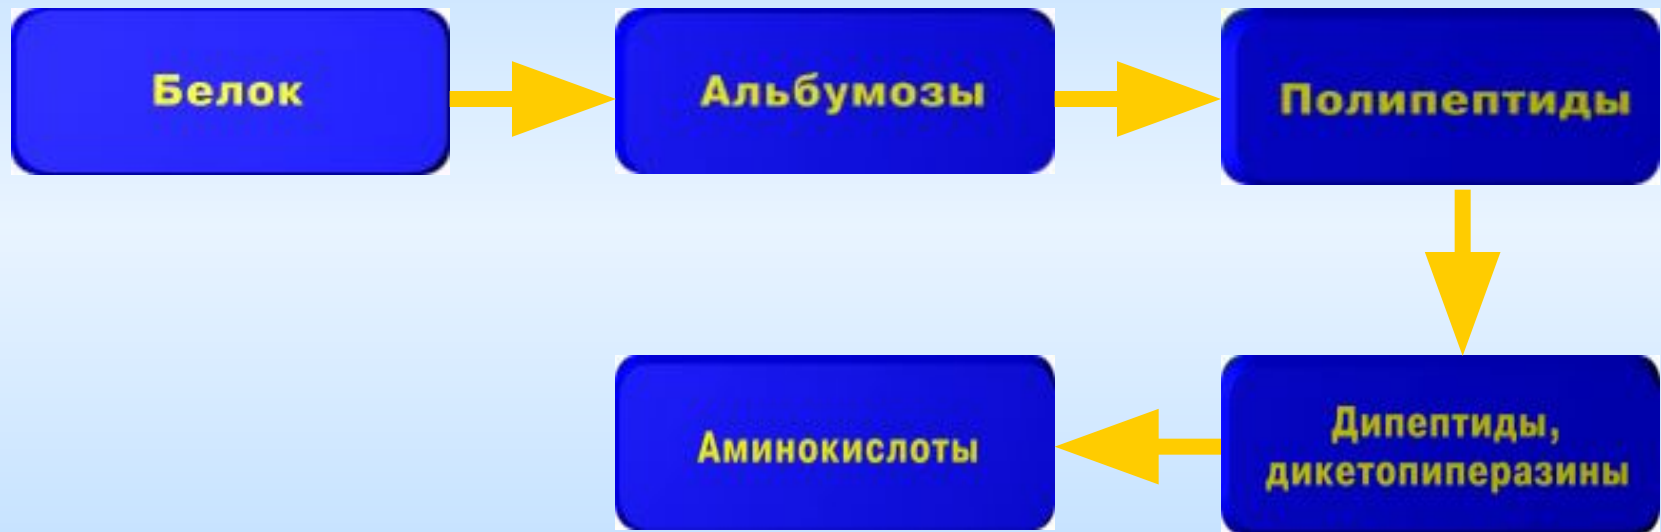 Белок
Альбумозы
Полипептиды
Дипептиды,
дикетопиперазины
Аминокислоты